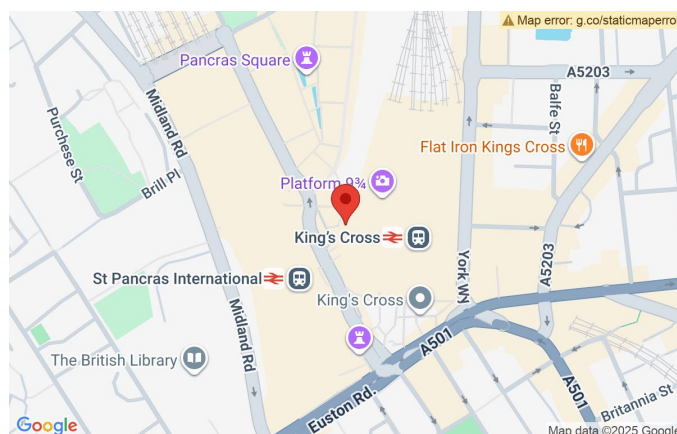 Map error: g.co/staticmaperro
Pancras Square
A5203
Midland Rd
Purchese St
Balfe St
Flat Iron Kings Cross
Brill Pl
Platform 9¾
King's Cross
York Wy
A5203
St Pancras International
King's Cross
Midland Rd
The British Library
A501
Euston Rd.
Britannia St
A501
Google
Map data ©2025 Google